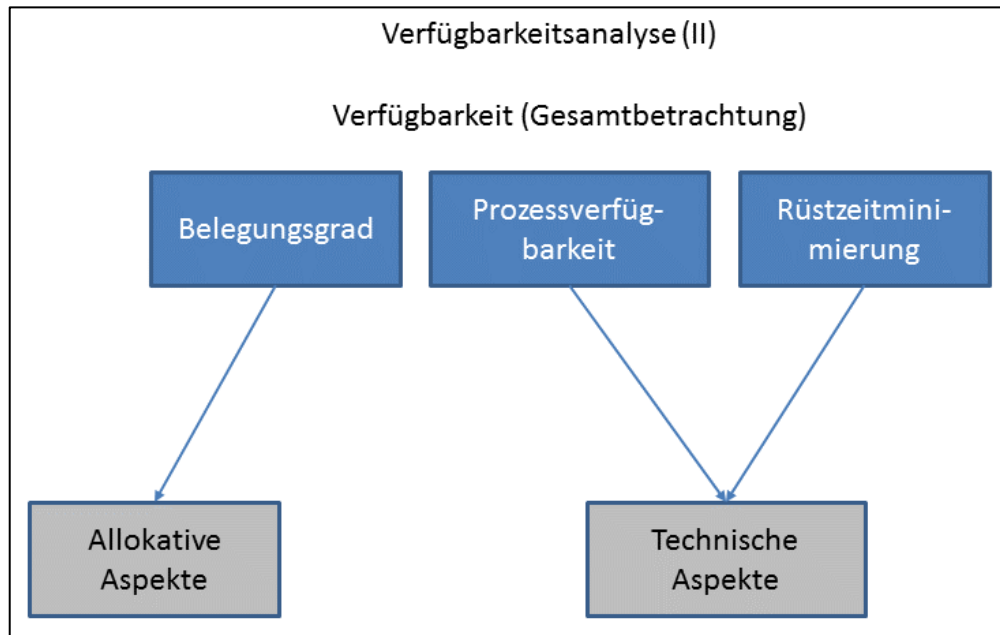 Verfügbarkeitsanalyse (II)
Verfügbarkeit (Gesamtbetrachtung)
Belegungsgrad
Prozessverfüg-
barkeit
Rüstzeitmini-
mierung
Allokative
Aspekte
Technische
Aspekte